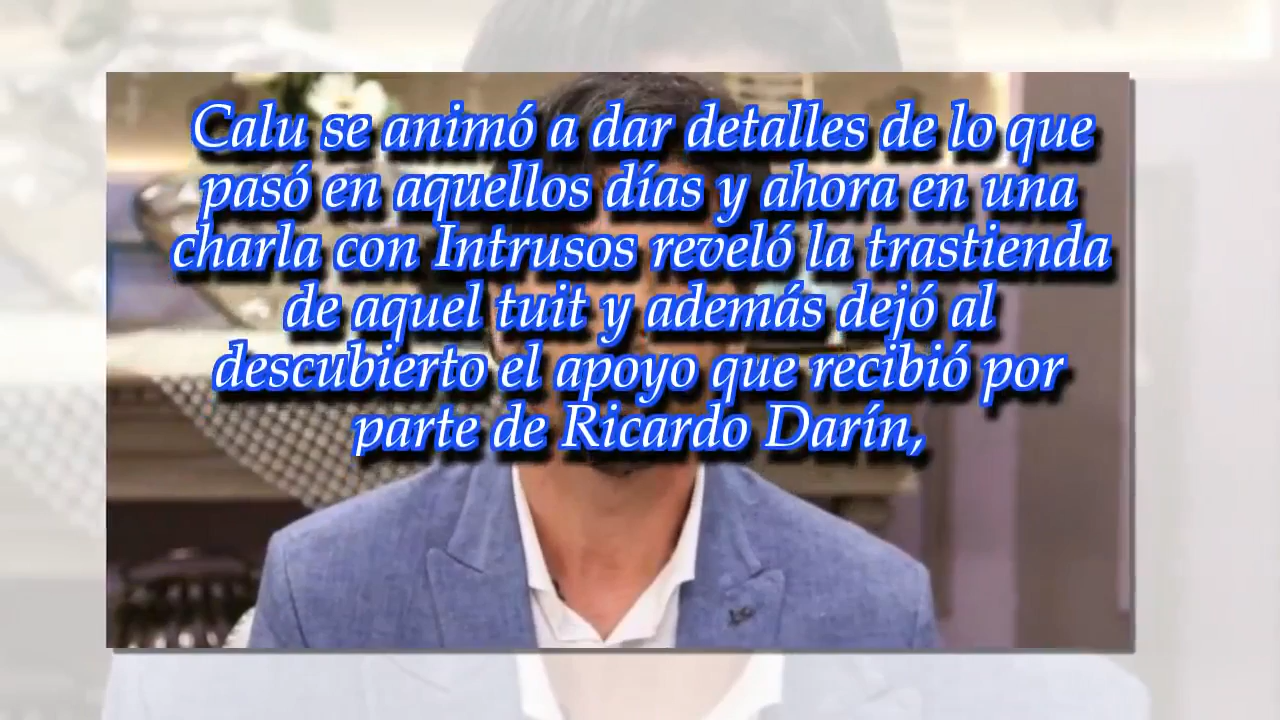 Calu se animó a dar detalles de lo que
pasó en aquellos días y ahora en una
charla con Intrusos reveló la trastienda
de aquel tuit y además dejó al
descubierto el apoyo que recibió por
parte de Ricardo Darín,